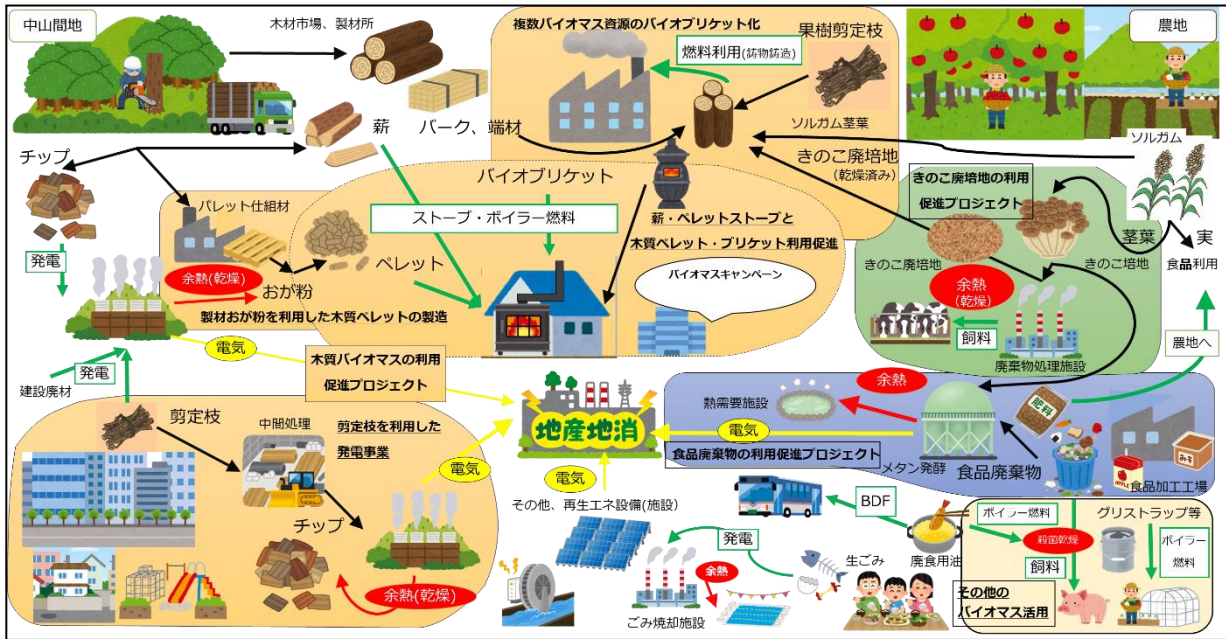 中山間地
木材市場、製材所
複数バイオマス資源のバイオブリケット化
燃料利用(鋳物鋳造)
果樹剪定枝
農地
薪
バーク、端材
ソルガム茎葉
ソルガム
チップ
きのこ廃培地
(乾燥済み)
きのこ廃培地の利用
促進プロジェクト
バイオブリケット
パレット仕組材
ストーブ・ボイラー燃料
薪・ペレットストーブと
木質ペレット・ブリケット利用促進
茎葉
実
きのこ廃培地
きのこ培地
食品利用
発電
ペレット
バイオマスキャンペーン
余熱(乾燥)
おが粉
余熱
(乾燥)
製材おが粉を利用した木質ペレットの製造
飼料
電気
農地へ
廃棄物処理施設
木質バイオマスの利用
促進プロジェクト
発電
建設廃材
余熱
肥料
熱需要施設
剪定枝
中間処理
剪定枝を利用した
発電事業
地産地消
電気
食品廃棄物の利用促進プロジェクト
メタン発酵
食品廃棄物
みそ
APPLE
食品加工工場
電気
電気
チップ
その他、再生エネ設備(施設)
BDF
ボイラー燃料
グリストラップ等
発電
殺菌乾燥
ボイラー
燃料
生ごみ
廃食用油
飼料
余熱
余熱(乾燥)
その他の
バイオマス活用
ごみ焼却施設